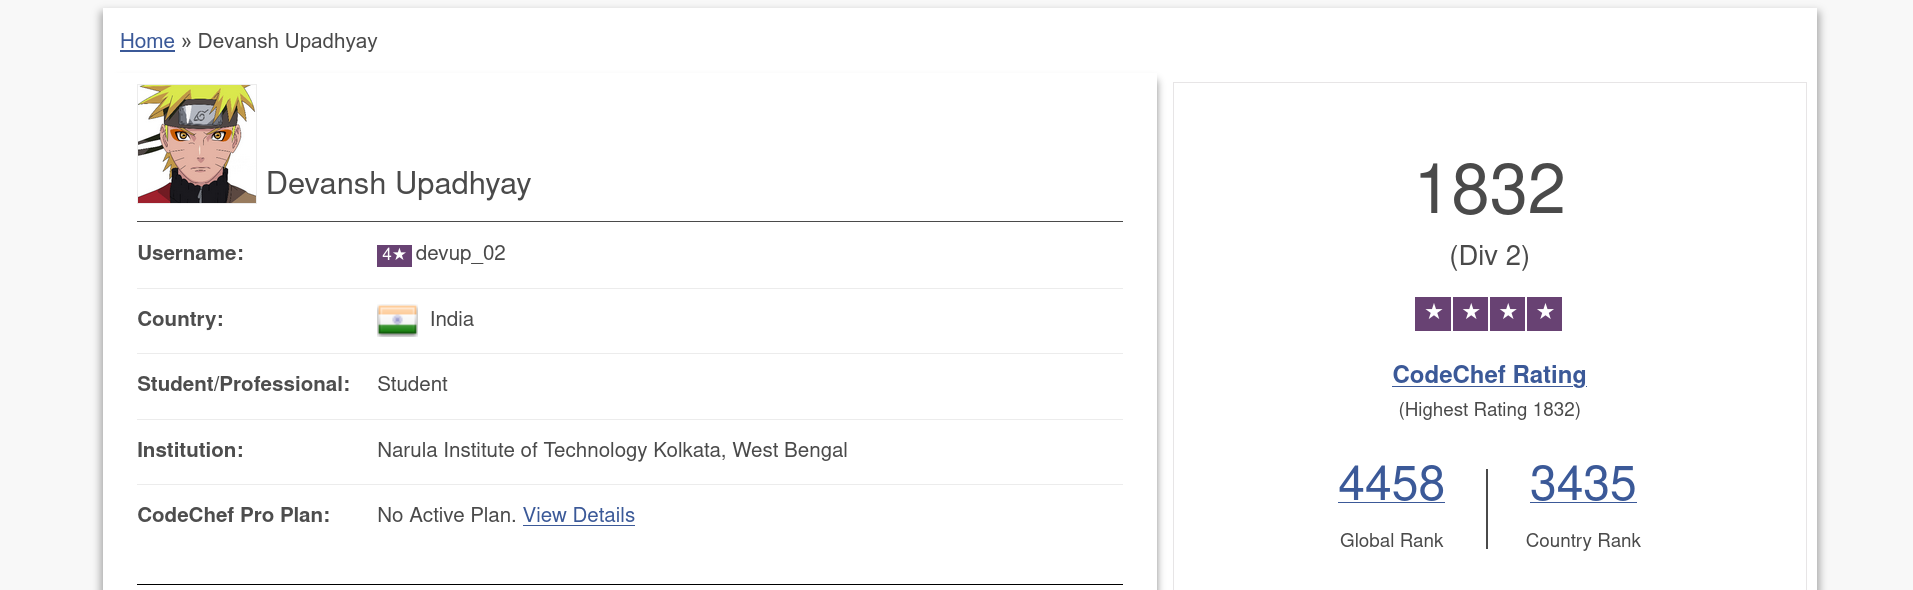 Home » Devansh Upadhyay
Devansh Upadhyay
Username: 4★ devup_02
Country: India
Student/Professional: Student
Institution: Narula Institute of Technology Kolkata, West Bengal
CodeChef Pro Plan: No Active Plan. View Details
1832
(Div 2)
★ ★ ★ ★
CodeChef Rating
(Highest Rating 1832)
4458 3435
Global Rank Country Rank